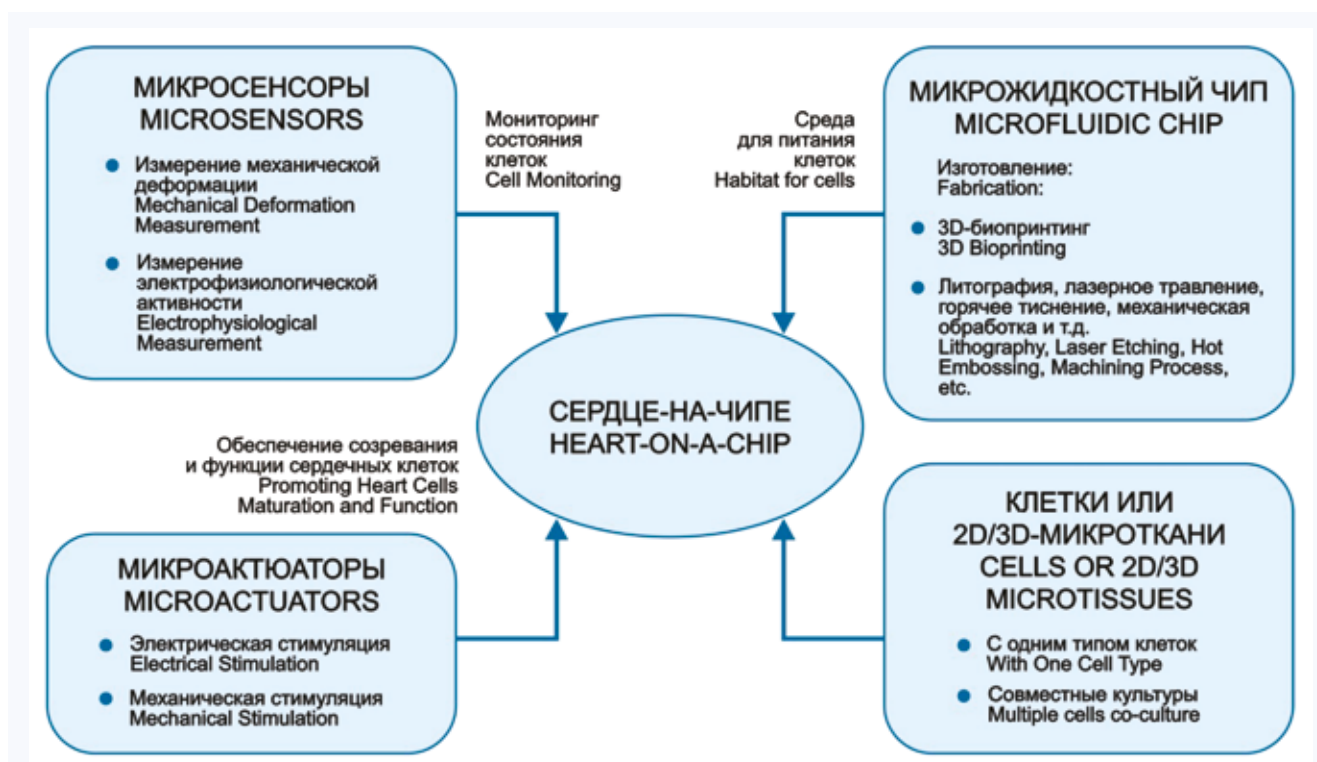 МИКРОСЕНСОРЫ
MICROSENSORS
Измерение механической
деформации
Mechanical Deformation
Measurement
Измерение
электрофизиологической
активности
Electrophysiological
Measurement
Мониторинг
состояния
клеток
Cell Monitoring
Среда
для питания
клеток
Habitat for cells
МИКРОЖИДКОСТНЫЙ ЧИП
MICROFLUIDIC CHIP
Изготовление:
Fabrication:
3D-биопринтинг
3D Bioprinting
Литография, лазерное травление,
горячее тиснение, механическая
обработка и т.д.
Lithography, Laser Etching, Hot
Embossing, Machining Process,
etc.
СЕРДЦЕ-НА-ЧИПЕ
HEART-ON-A-CHIP
Обеспечение созревания
и функции сердечных клеток
Promoting Heart Cells
Maturation and Function
МИКРОАКТЮАТОРЫ
MICROACTUATORS
Электрическая стимуляция
Electrical Stimulation
Механическая стимуляция
Mechanical Stimulation
КЛЕТКИ ИЛИ
2D/3D-МИКРОТКАНИ
CELLS OR 2D/3D
MICROTISSUES
С одним типом клеток
With One Cell Type
Совместные культуры
Multiple cells co-culture